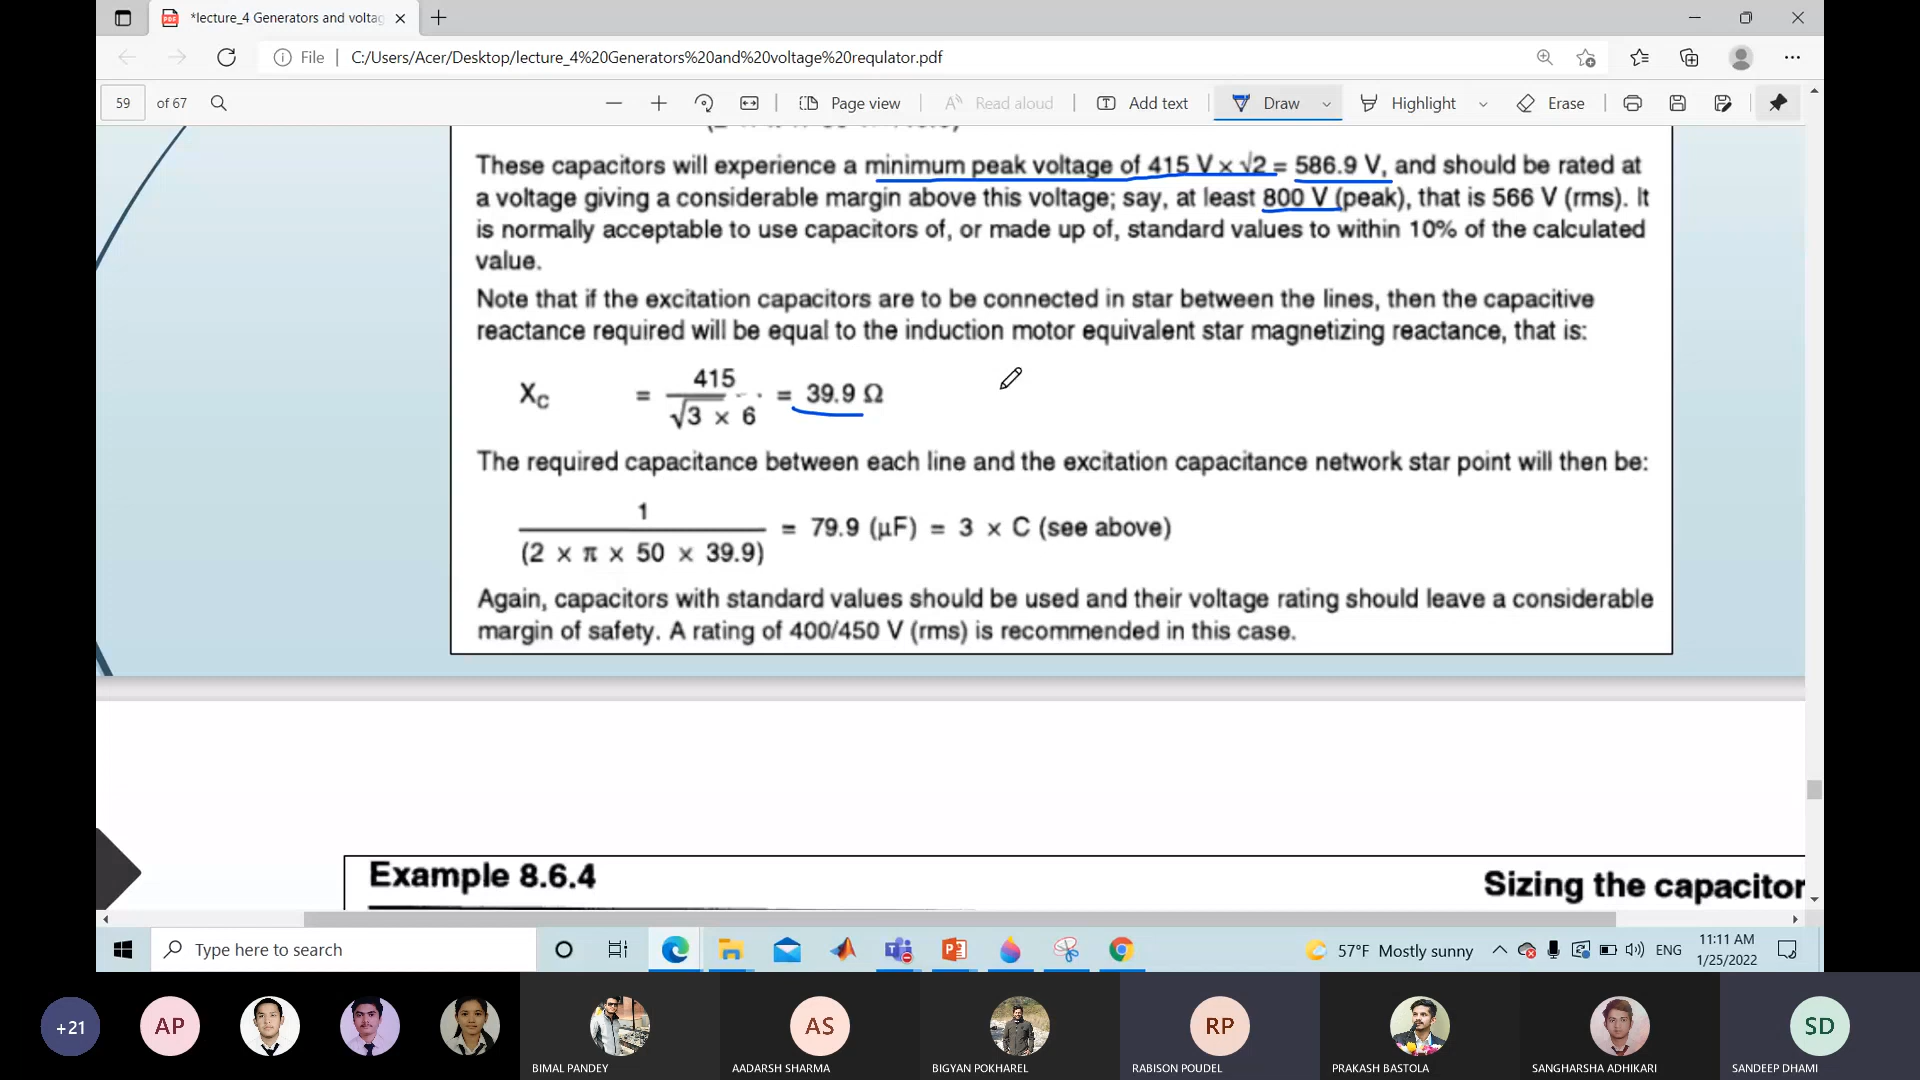 *lecture_4 Generators and voltag
File
C:/Users/Acer/Desktop/lecture_4%20Generators%20and%20voltage%20requlator.pdf
59 of 67
Page view
Read aloud
Add text
Draw
Highlight
Erase
These capacitors will experience a minimum peak voltage of 415 V × √2 = 586.9 V, and should be rated at
a voltage giving a considerable margin above this voltage; say, at least 800 V (peak), that is 566 V (rms). It
is normally acceptable to use capacitors of, or made up of, standard values to within 10% of the calculated
value.
Note that if the excitation capacitors are to be connected in star between the lines, then the capacitive
reactance required will be equal to the induction motor equivalent star magnetizing reactance, that is:
415
XC = = 39.9 Ω
√3 × 6
The required capacitance between each line and the excitation capacitance network star point will then be:
1
= 79.9 (µF) = 3 × C (see above)
(2 × π × 50 × 39.9)
Again, capacitors with standard values should be used and their voltage rating should leave a considerable
margin of safety. A rating of 400/450 V (rms) is recommended in this case.
Example 8.6.4
Sizing the capacitor
Type here to search
57°F Mostly sunny
ENG
11:11 AM
1/25/2022
+21
AP
AS
RP
SD
BIMAL PANDEY
AADARSH SHARMA
BIGYAN POKHAREL
RABISON POUDEL
PRAKASH BASTOLA
SANGHARSHA ADHIKARI
SANDEEP DHAMI